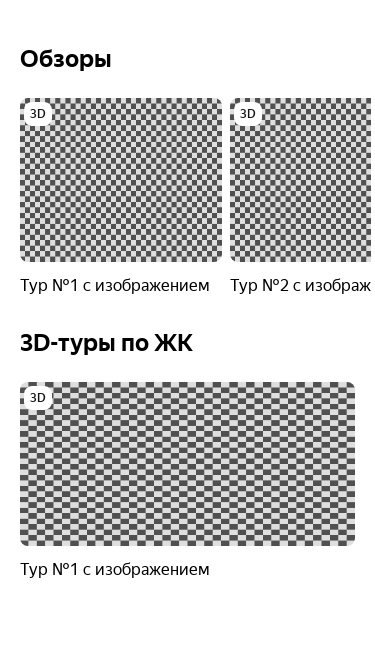 Обзоры
3D
3D
Тур №1 с изображением
Тур №2 с изображ
3D-туры по ЖК
3D
Тур №1 с изображением